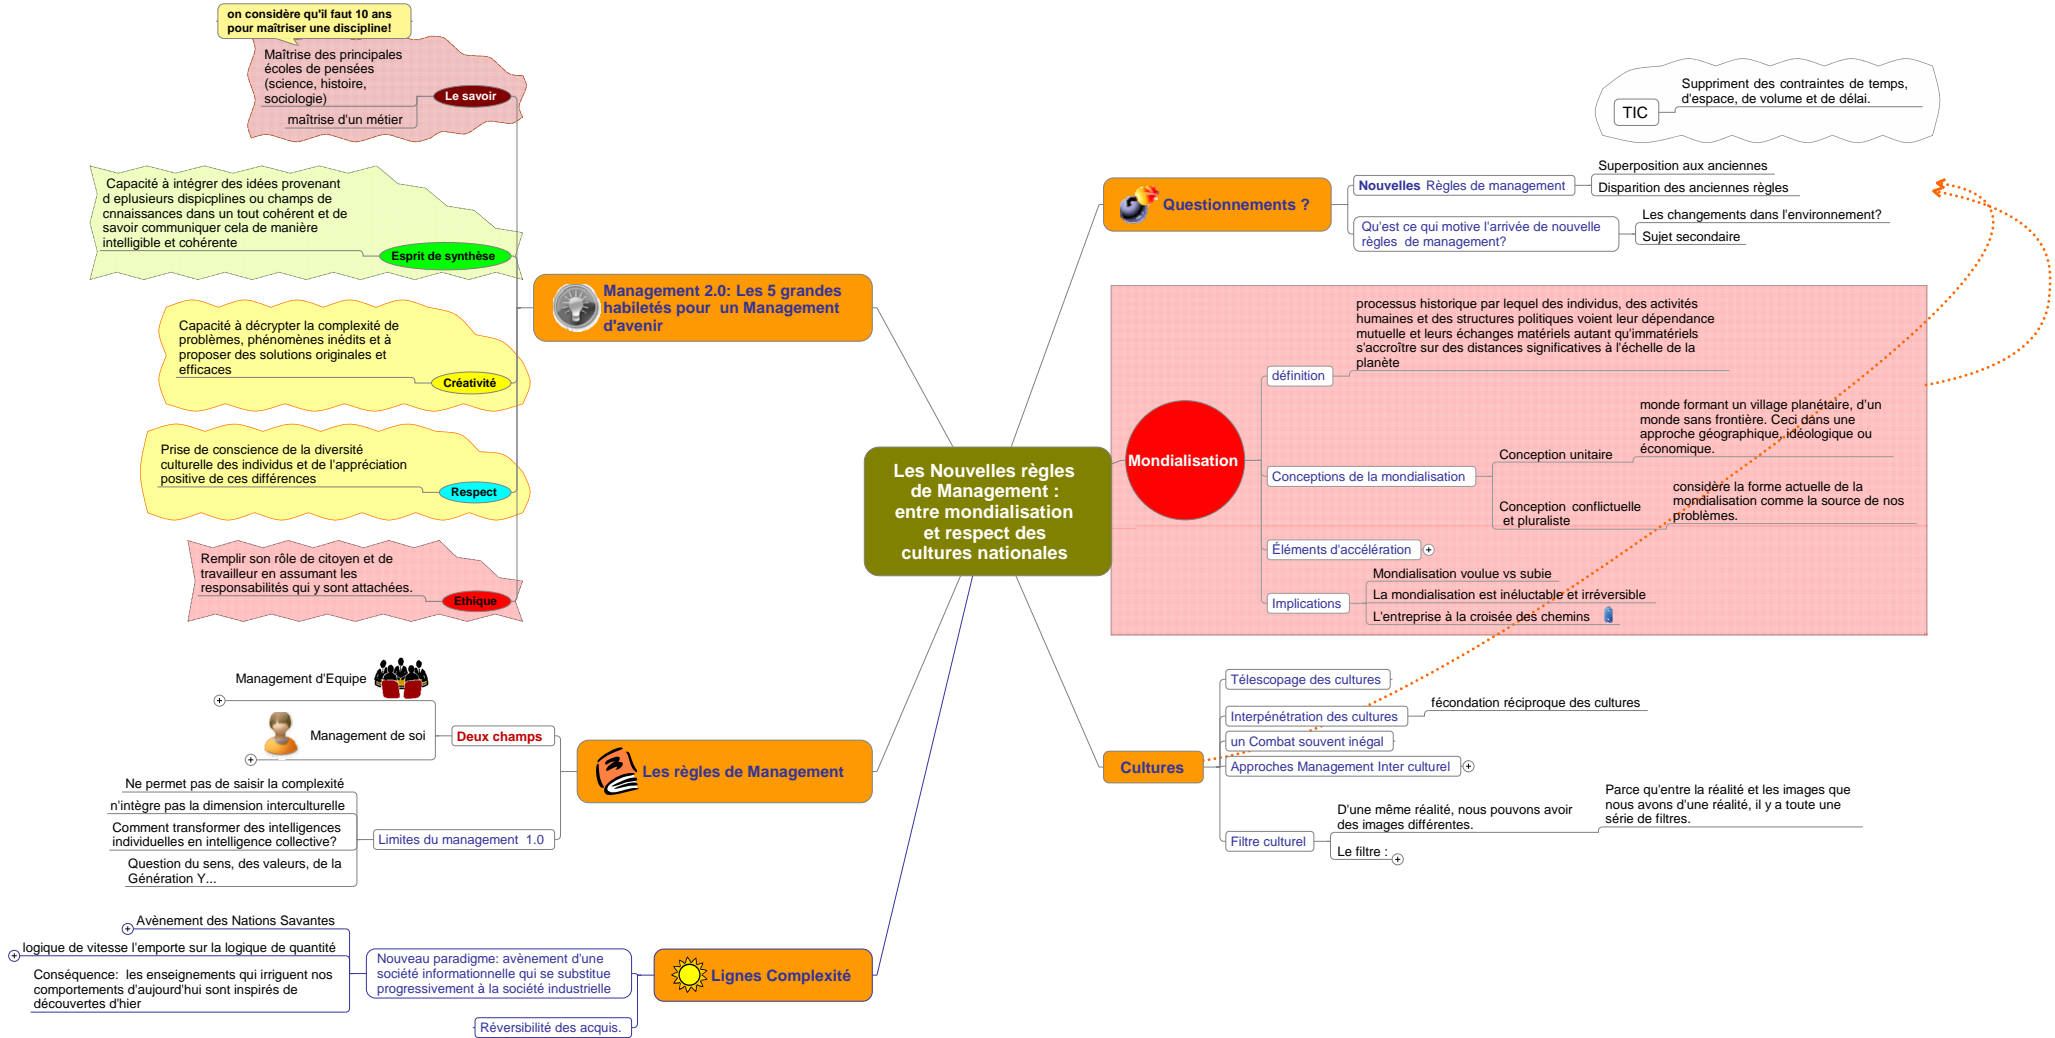 Les Nouvelles règles
de Management :
entre mondialisation
et respect des
cultures nationales
Questionnements ?
Nouvelles Règles de management
Superposition aux anciennes
Disparition des anciennes règles
Qu'est ce qui motive l'arrivée de nouvelle
règles de management?
Les changements dans l'environnement?
Sujet secondaire
TIC
Suppriment des contraintes de temps,
d'espace, de volume et de délai.
Mondialisation
définition
processus historique par lequel des individus, des activités
humaines et des structures politiques voient leur dépendance
mutuelle et leurs échanges matériels autant qu'immatériels
s'accroître sur des distances significatives à l'échelle de la
planète
Conceptions de la mondialisation
Conception unitaire
monde formant un village planétaire, d'un
monde sans frontière. Ceci dans une
approche géographique, idéologique ou
économique.
Conception conflictuelle
et pluraliste
considère la forme actuelle de la
mondialisation comme la source de nos
problèmes.
Éléments d'accélération
Implications
Mondialisation voulue vs subie
La mondialisation est inéluctable et irréversible
L'entreprise à la croisée des chemins
Cultures
Télescopage des cultures
Interpénétration des cultures
fécondation réciproque des cultures
un Combat souvent inégal
Approches Management Inter culturel
Filtre culturel
D'une même réalité, nous pouvons avoir
des images différentes.
Parce qu'entre la réalité et les images que
nous avons d'une réalité, il y a toute une
série de filtres.
Le filtre :
Management 2.0: Les 5 grandes
habiletés pour un Management
d'avenir
on considère qu'il faut 10 ans
pour maîtriser une discipline!
Le savoir
Maîtrise des principales
écoles de pensées
(science, histoire,
sociologie)
maîtrise d'un métier
Esprit de synthèse
Capacité à intégrer des idées provenant
d eplusieurs dispicplines ou champs de
cnnaissances dans un tout cohérent et de
savoir communiquer cela de manière
intelligible et cohérente
Créativité
Capacité à décrypter la complexité de
problèmes, phénomènes inédits et à
proposer des solutions originales et
efficaces
Respect
Prise de conscience de la diversité
culturelle des individus et de l'appréciation
positive de ces différences
Ethique
Remplir son rôle de citoyen et de
travailleur en assumant les
responsabilités qui y sont attachées.
Les règles de Management
Deux champs
Management d'Equipe
Management de soi
Limites du management 1.0
Ne permet pas de saisir la complexité
n'intègre pas la dimension interculturelle
Comment transformer des intelligences
individuelles en intelligence collective?
Question du sens, des valeurs, de la
Génération Y...
Lignes Complexité
Nouveau paradigme: avènement d'une
société informationnelle qui se substitue
progressivement à la société industrielle
Avènement des Nations Savantes
logique de vitesse l'emporte sur la logique de quantité
Conséquence: les enseignements qui irriguent nos
comportements d'aujourd'hui sont inspirés de
découvertes d'hier
Réversibilité des acquis.